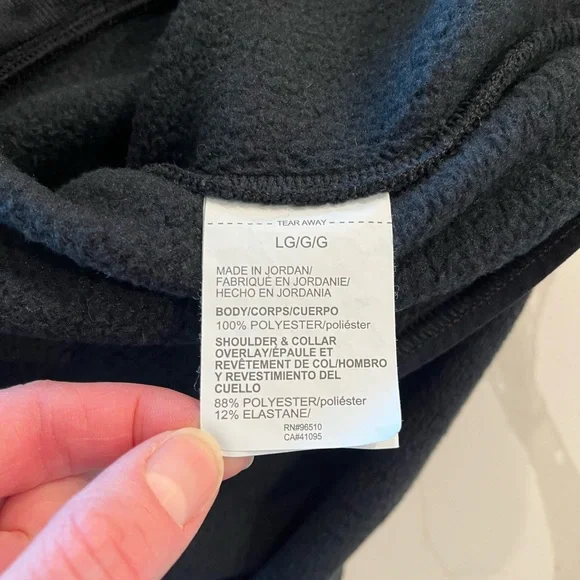 TEAR AWAY
LG/G/G
MADE IN JORDAN/
FABRIQUÉ EN JORDANIE/
HECHO EN JORDANIA
BODY/CORPS/CUERPO
100% POLYESTER/poliéster
SHOULDER & COLLAR
OVERLAY/ÉPAULE ET
REVÊTEMENT DE COL/HOMBRO
Y REVESTIMIENTO DEL
CUELLO
88% POLYESTER/poliéster
12% ELASTANE/
RN#96510
CA#41095